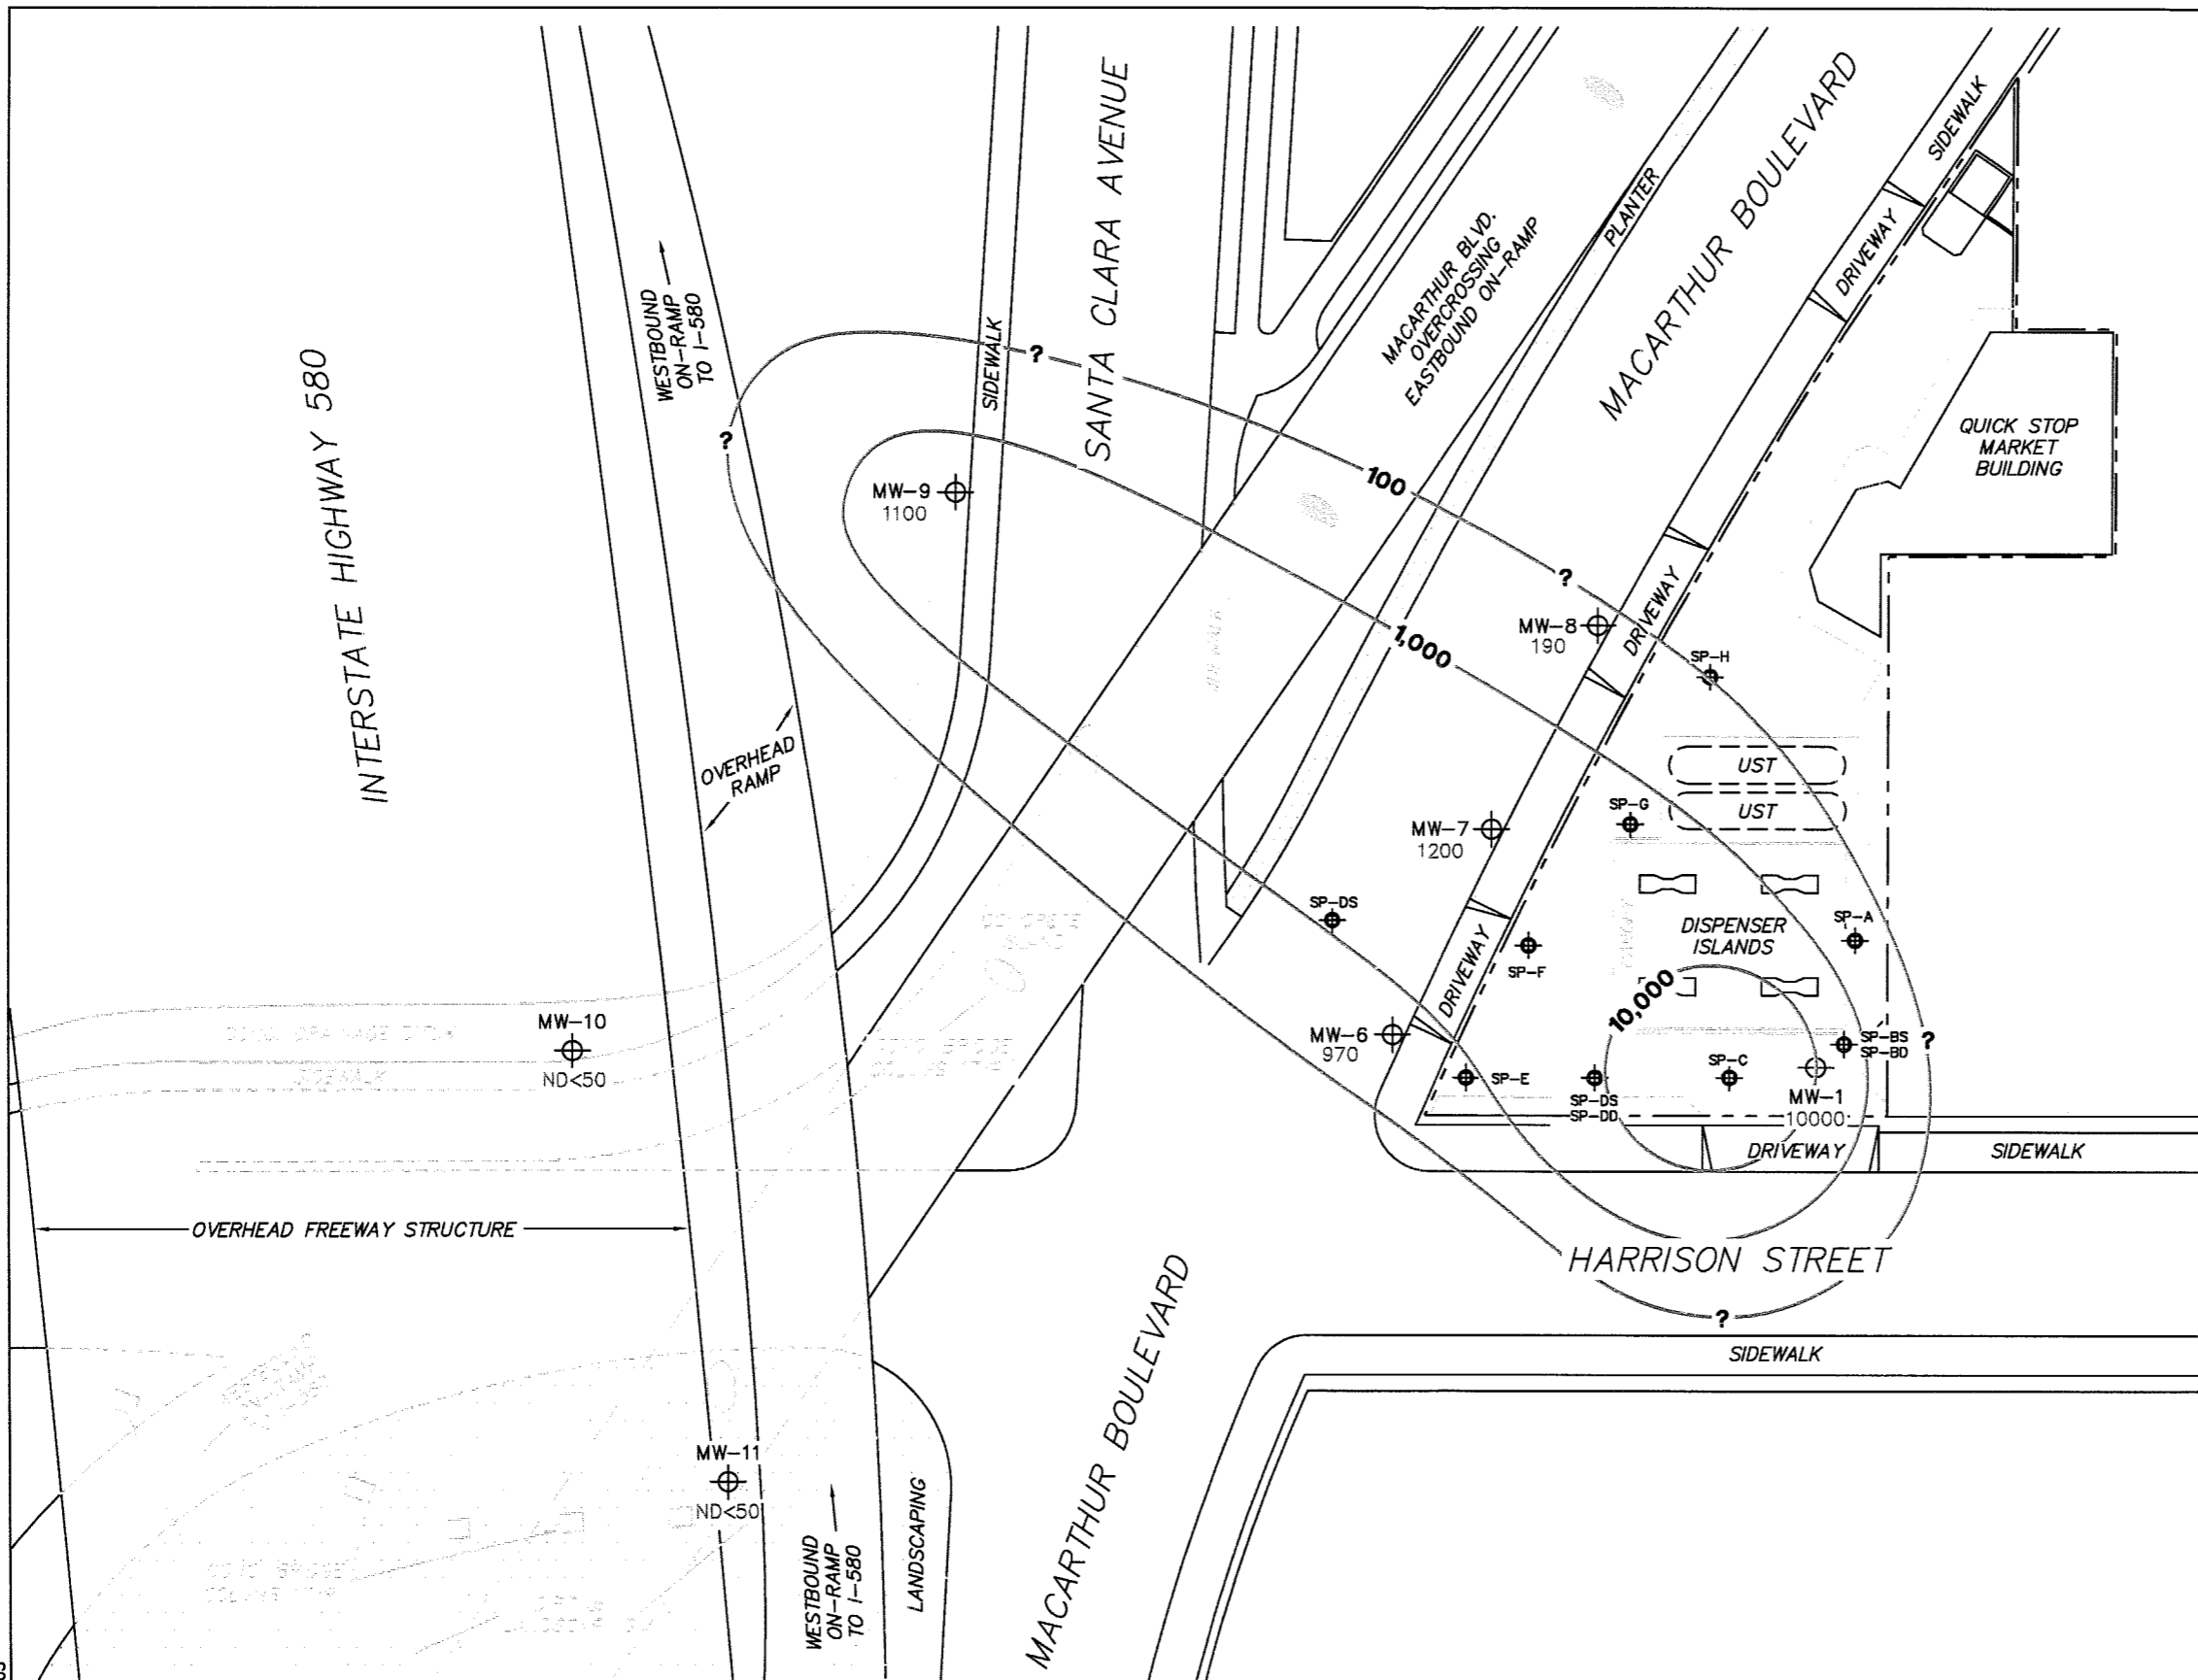 INTERSTATE HIGHWAY 580
WESTBOUND
ON-RAMP
TO I-580
SIDEWALK
SANTA CLARA AVENUE
MACARTHUR BLVD.
OVERCROSSING
EASTBOUND ON-RAMP
PLANTER
MACARTHUR BOULEVARD
SIDEWALK
DRIVEWAY
QUICK STOP
MARKET
BUILDING
?
?
100
?
1,000
MW-9
1100
MW-8
190
DRIVEWAY
SP-H
OVERHEAD
RAMP
UST
UST
SP-G
MW-7
1200
SP-DS
SP-F
DRIVEWAY
DISPENSER
ISLANDS
SP-A
10,000
MW-10
ND<50
MW-6
970
SP-E
SP-DS
SP-DD
SP-C
SP-BS
SP-BD
?
MW-1
10000
DRIVEWAY
SIDEWALK
SIDEWALK
OVERHEAD FREEWAY STRUCTURE
HARRISON STREET
?
SIDEWALK
MW-11
ND<50
WESTBOUND
ON-RAMP
TO I-580
LANDSCAPING
MACARTHUR BOULEVARD